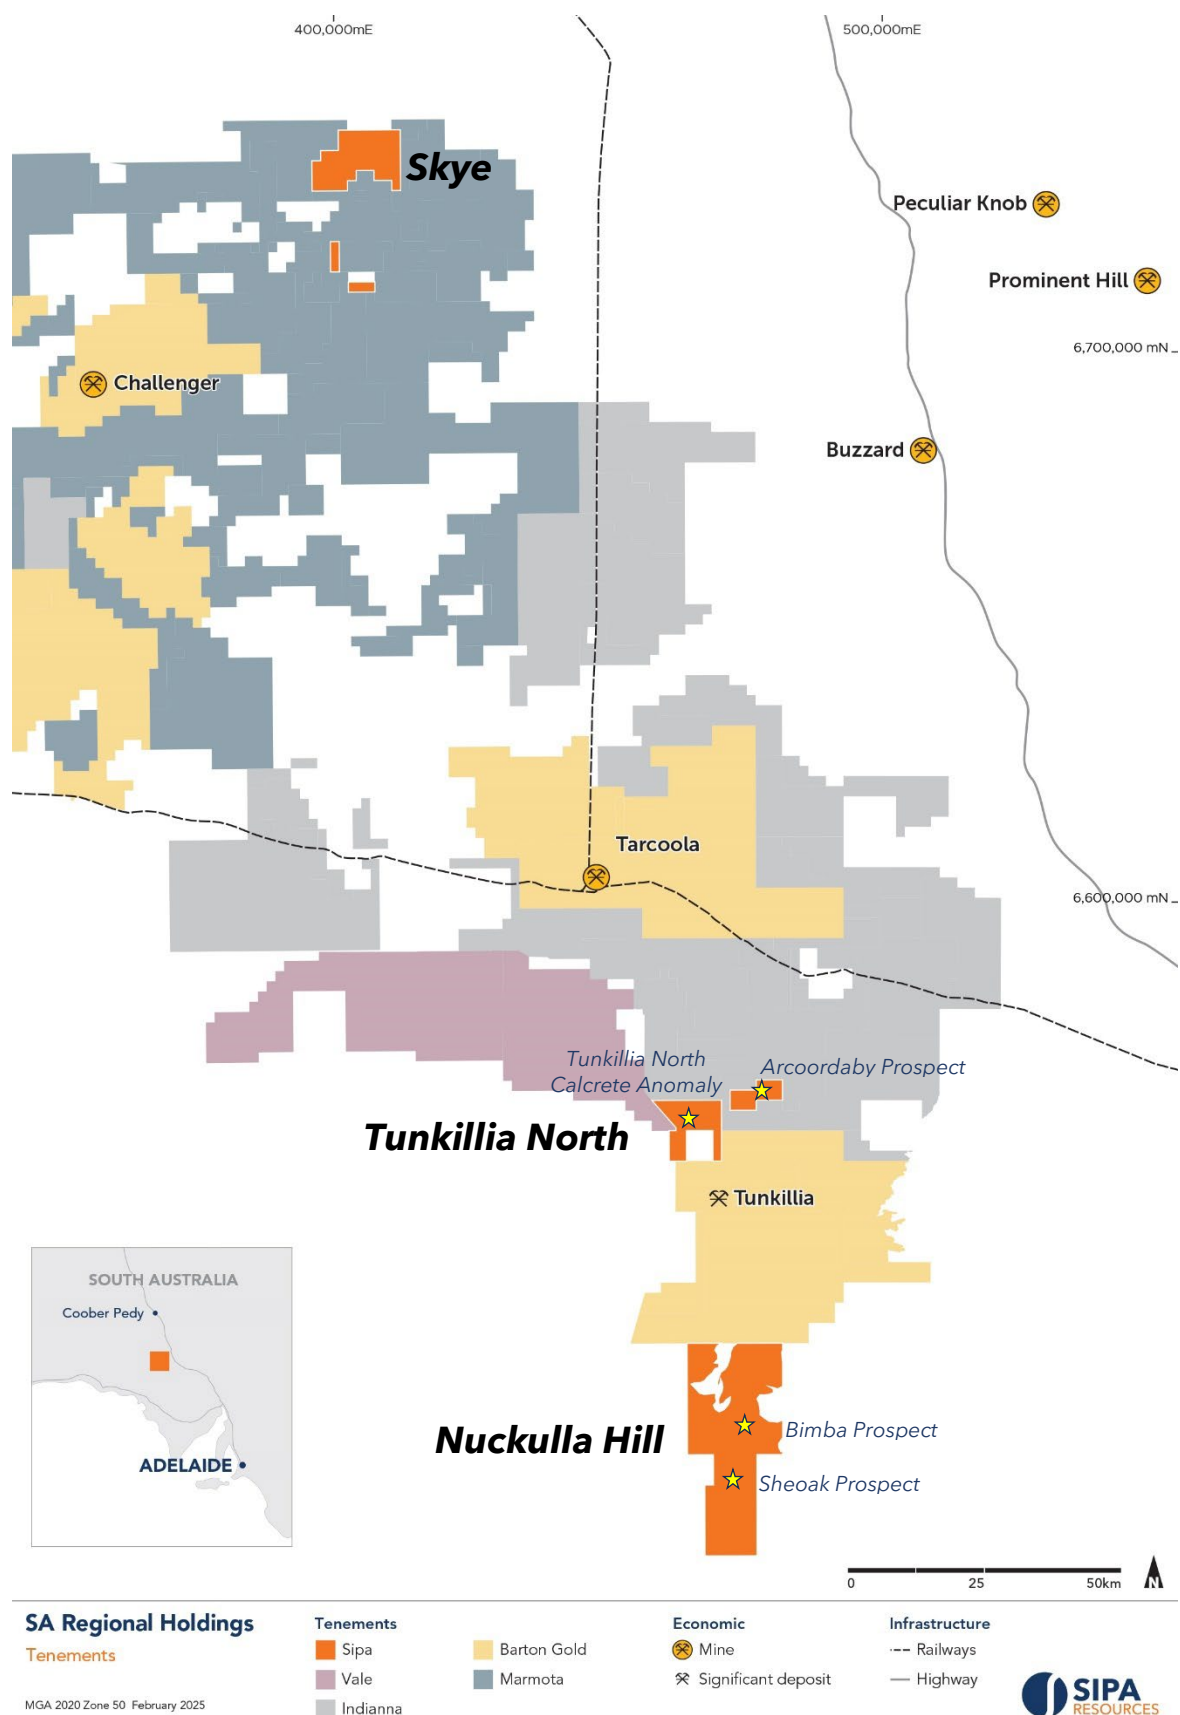 400,000mE
500,000mE
Skye
Peculiar Knob
Prominent Hill
6,700,000 mN
Challenger
Buzzard
Tarcoola
6,600,000 mN
Tunkillia North
Calcrete Anomaly
Arcoordaby Prospect
Tunkillia North
Tunkillia
SOUTH AUSTRALIA
Coober Pedy
ADELAIDE
Nuckulla Hill
Bimba Prospect
Sheoak Prospect
0 25 50km
N
SA Regional Holdings
Tenements
MGA 2020 Zone 50 February 2025
Tenements
Sipa
Vale
Indianna
Barton Gold
Marmota
Economic
Mine
Significant deposit
Infrastructure
Railways
Highway
SIPA
RESOURCES